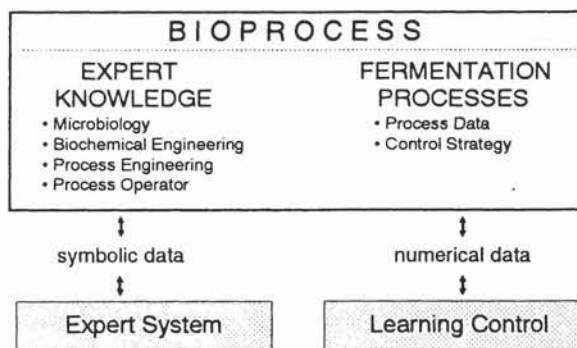 BIOPROCESS
EXPERT
KNOWLEDGE
• Microbiology
• Biochemical Engineering
• Process Engineering
• Process Operator
FERMENTATION
PROCESSES
• Process Data
• Control Strategy
symbolic data
numerical data
Expert System
Learning Control